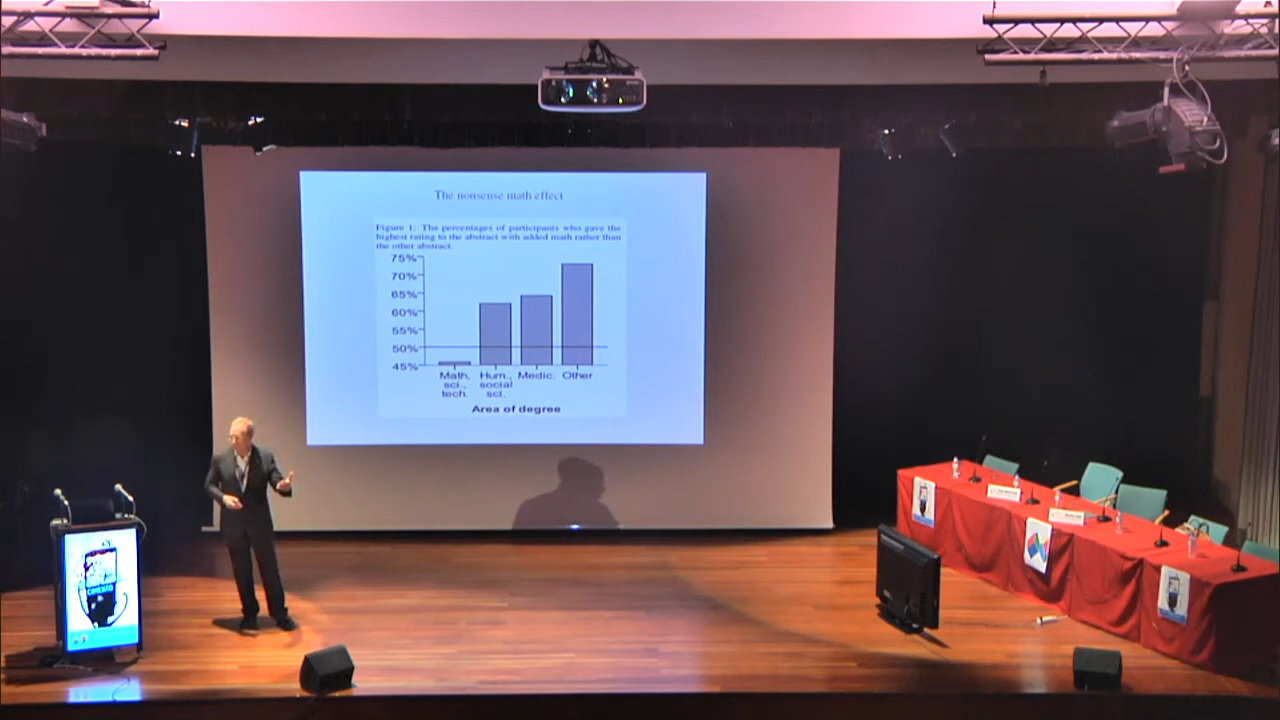 The nonsense math effect
Figure 1: The percentages of participants who gave the
highest rating to the abstract with added math rather than
the other abstract.
75%
70%
65%
60%
55%
50%
45%
Math, Hum., Medic. Other
sci., social
tech. sci.
Area of degree